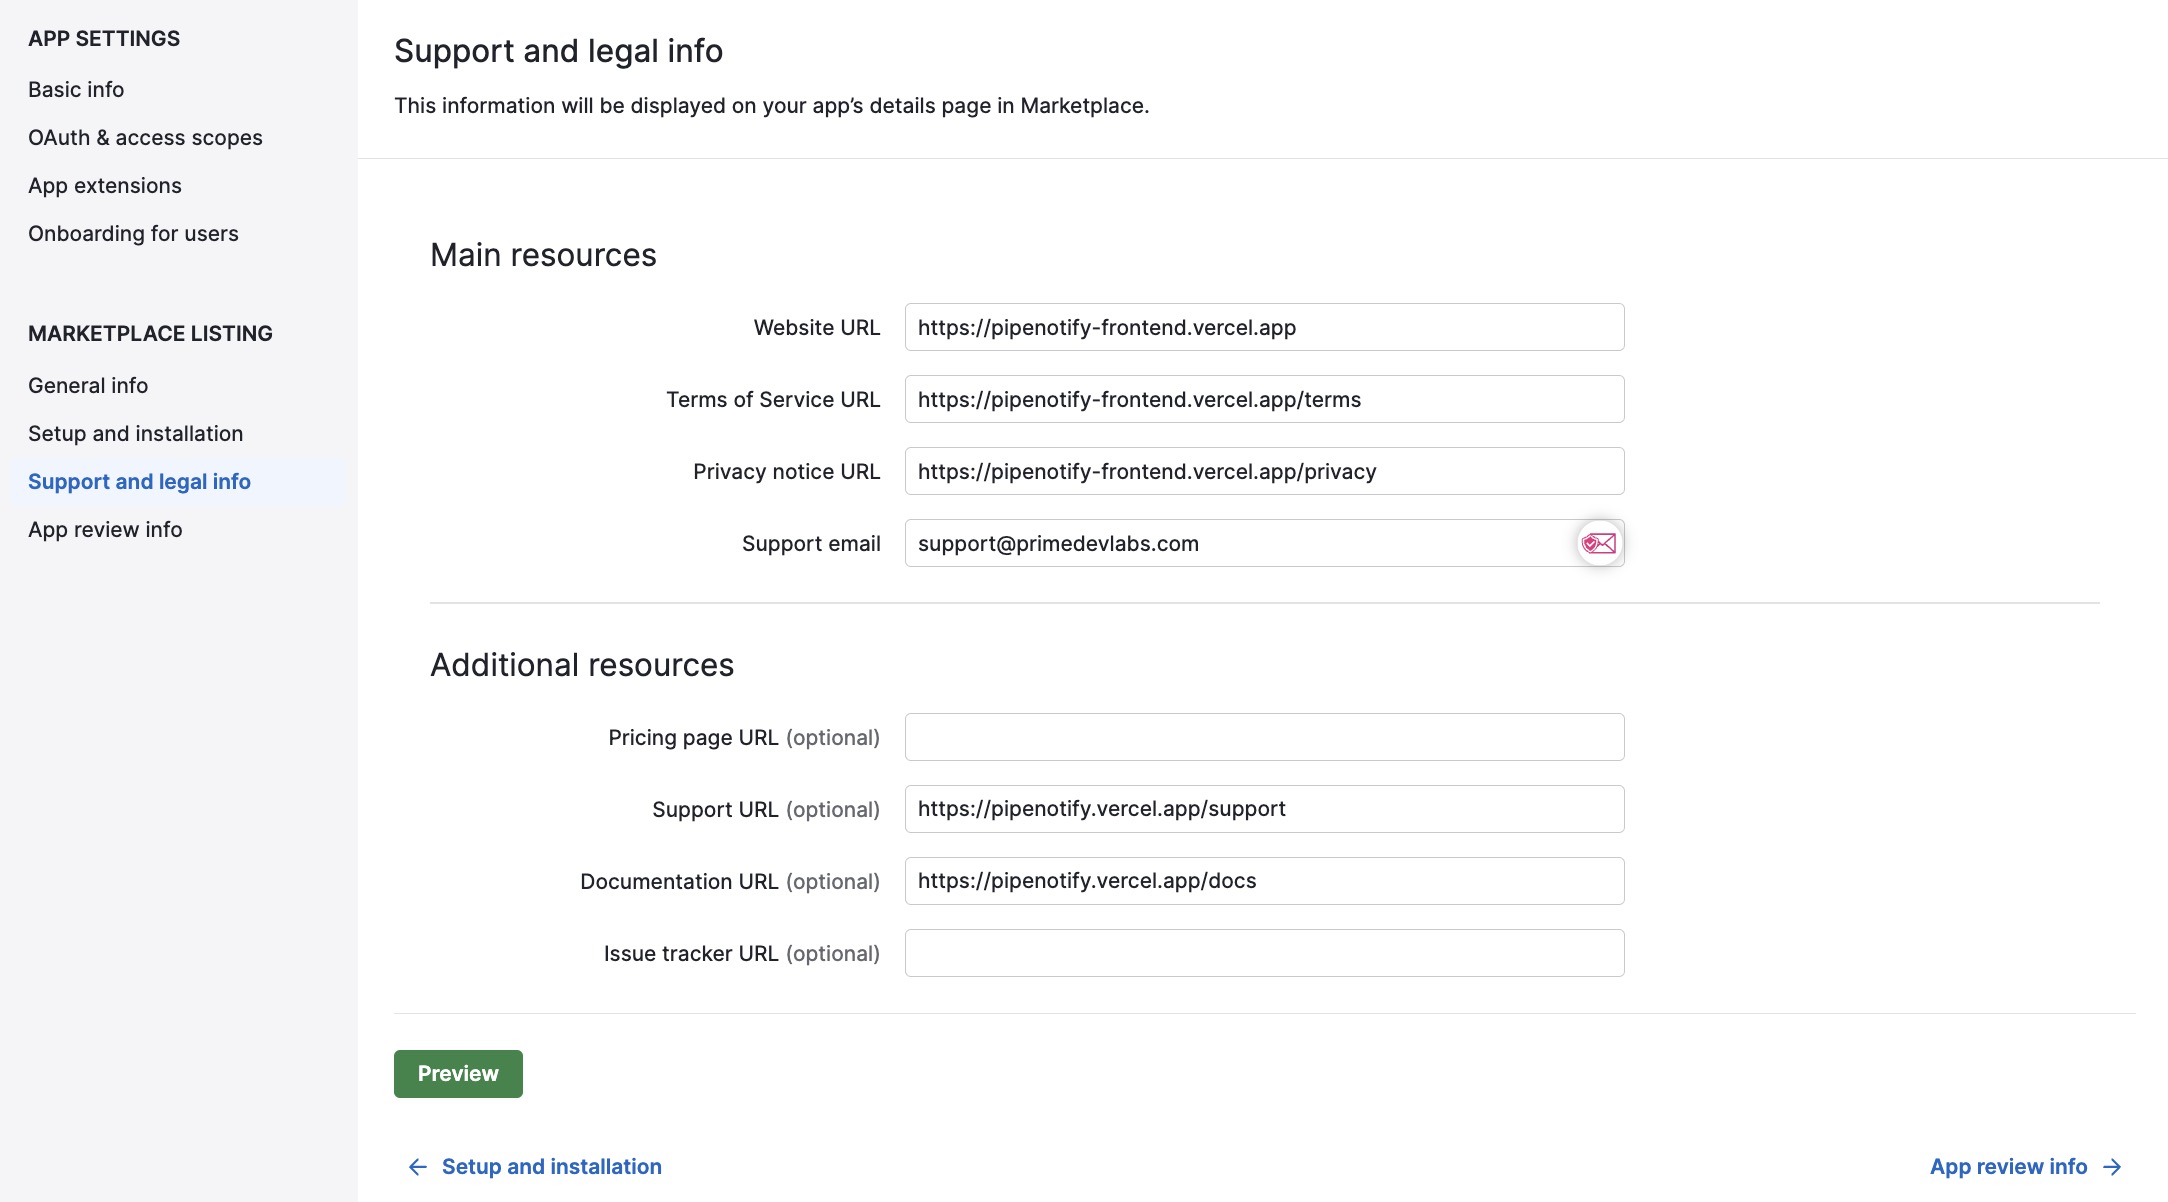 APP SETTINGS
Basic info
OAuth & access scopes
App extensions
Onboarding for users
MARKETPLACE LISTING
General info
Setup and installation
Support and legal info
App review info
Support and legal info
This information will be displayed on your app’s details page in Marketplace.
Main resources
Website URL https://pipenotify-frontend.vercel.app
Terms of Service URL https://pipenotify-frontend.vercel.app/terms
Privacy notice URL https://pipenotify-frontend.vercel.app/privacy
Support email support@primedevlabs.com
Additional resources
Pricing page URL (optional)
Support URL (optional) https://pipenotify.vercel.app/support
Documentation URL (optional) https://pipenotify.vercel.app/docs
Issue tracker URL (optional)
Preview
← Setup and installation
App review info →